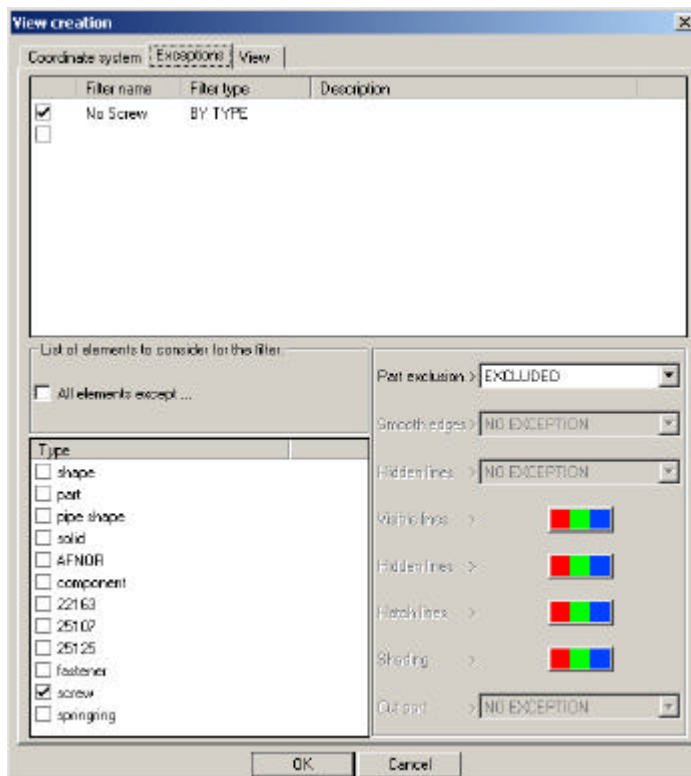 View creation
Coordinate system Exceptions View
Filter name Filter type Description
No Screw BY TYPE
List of elements to consider for the filter.
All elements except ...
Type
shape
part
pipe shape
solid
AFNOR
component
22163
25107
25125
fastener
screw
springring
Part exclusion > EXCLUDED
Smooth edges > NO EXCEPTION
Hidden lines > NO EXCEPTION
Visible lines >
Hidden lines >
Hatch lines >
Shading >
Cut part > NO EXCEPTION
OK Cancel